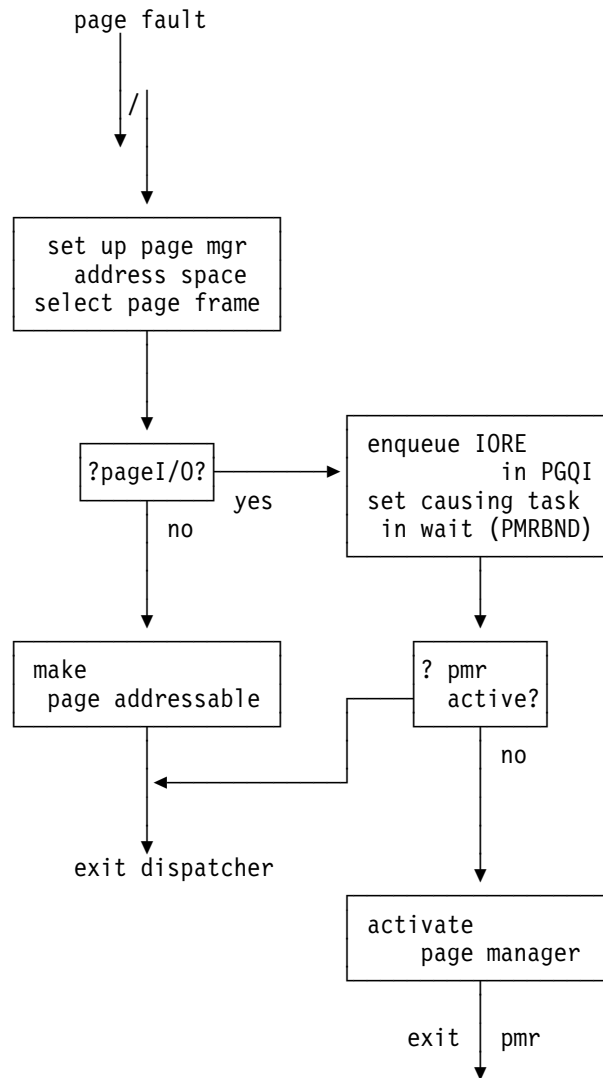 page fault
/
set up page mgr
address space
select page frame
?pageI/O?
yes
no
enqueue IORE
in PGQI
set causing task
in wait (PMRBND)
make
page addressable
? pmr
active?
no
exit dispatcher
activate
page manager
exit pmr